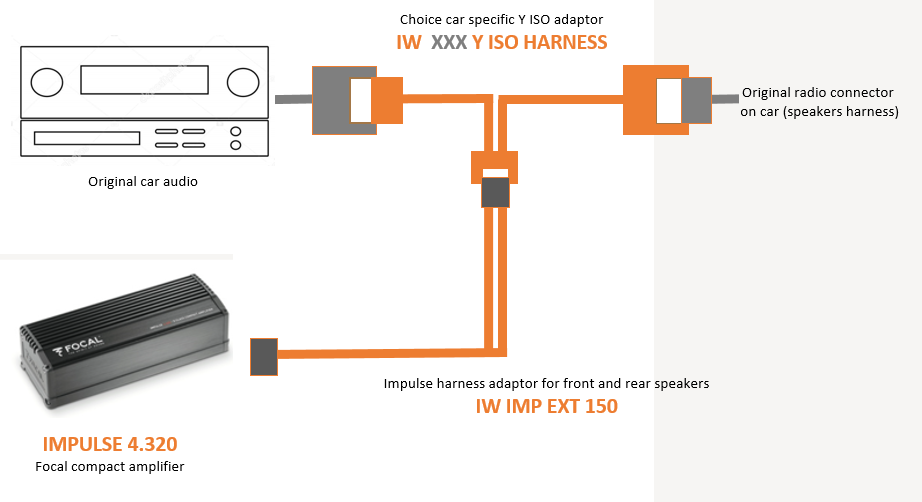 Choice car specific Y ISO adaptor
IW XXX Y ISO HARNESS
Original radio connector
on car (speakers harness)
Original car audio
FOCAL
Impulse harness adaptor for front and rear speakers
IW IMP EXT 150
IMPULSE 4.320
Focal compact amplifier